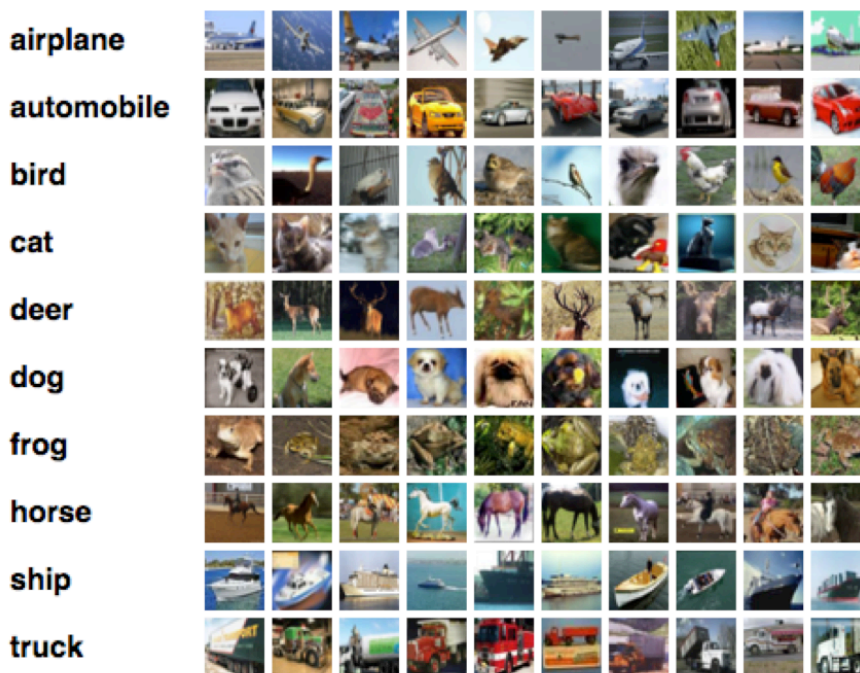 airplane
automobile
bird
cat
deer
dog
frog
horse
ship
truck